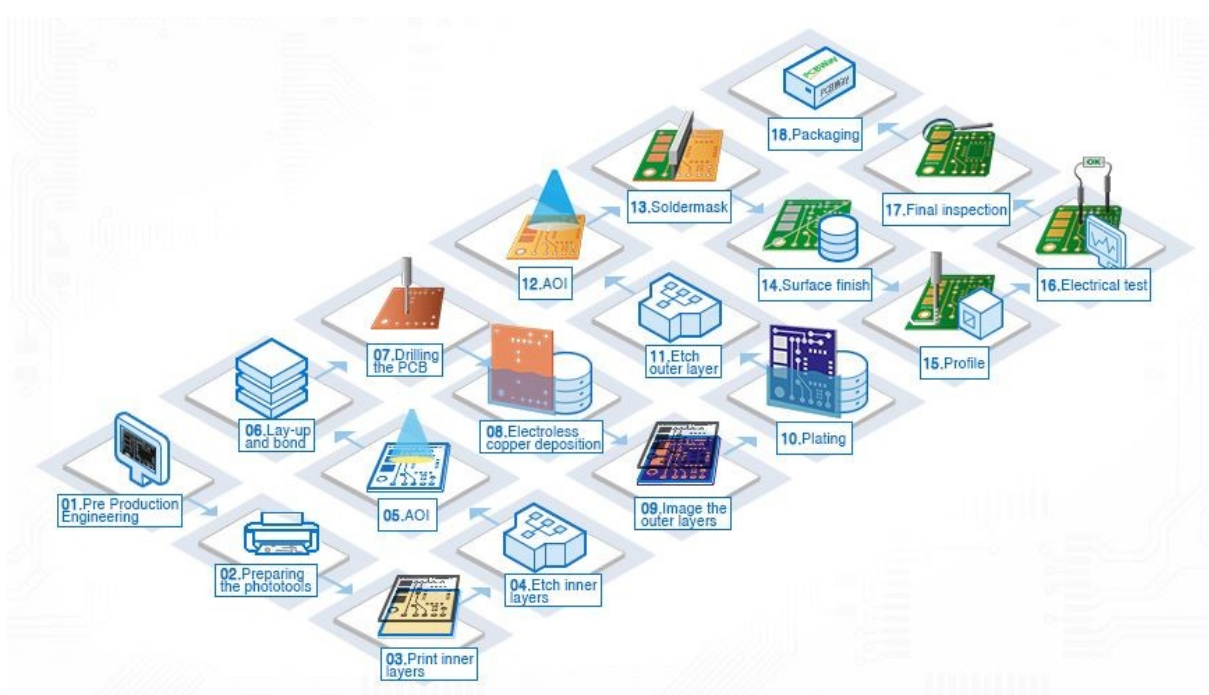 01.Pre Production
Engineering
02.Preparing
the phototools
03.Print inner
layers
04.Etch inner
layers
05.AOI
06.Lay-up
and bond
07.Drilling
the PCB
08.Electroless
copper deposition
09.Image the
outer layers
10.Plating
11.Etch
outer layer
12.AOI
13.Soldermask
14.Surface finish
15.Profile
16.Electrical test
OK
17.Final inspection
18.Packaging
PCBWay
PCBWay